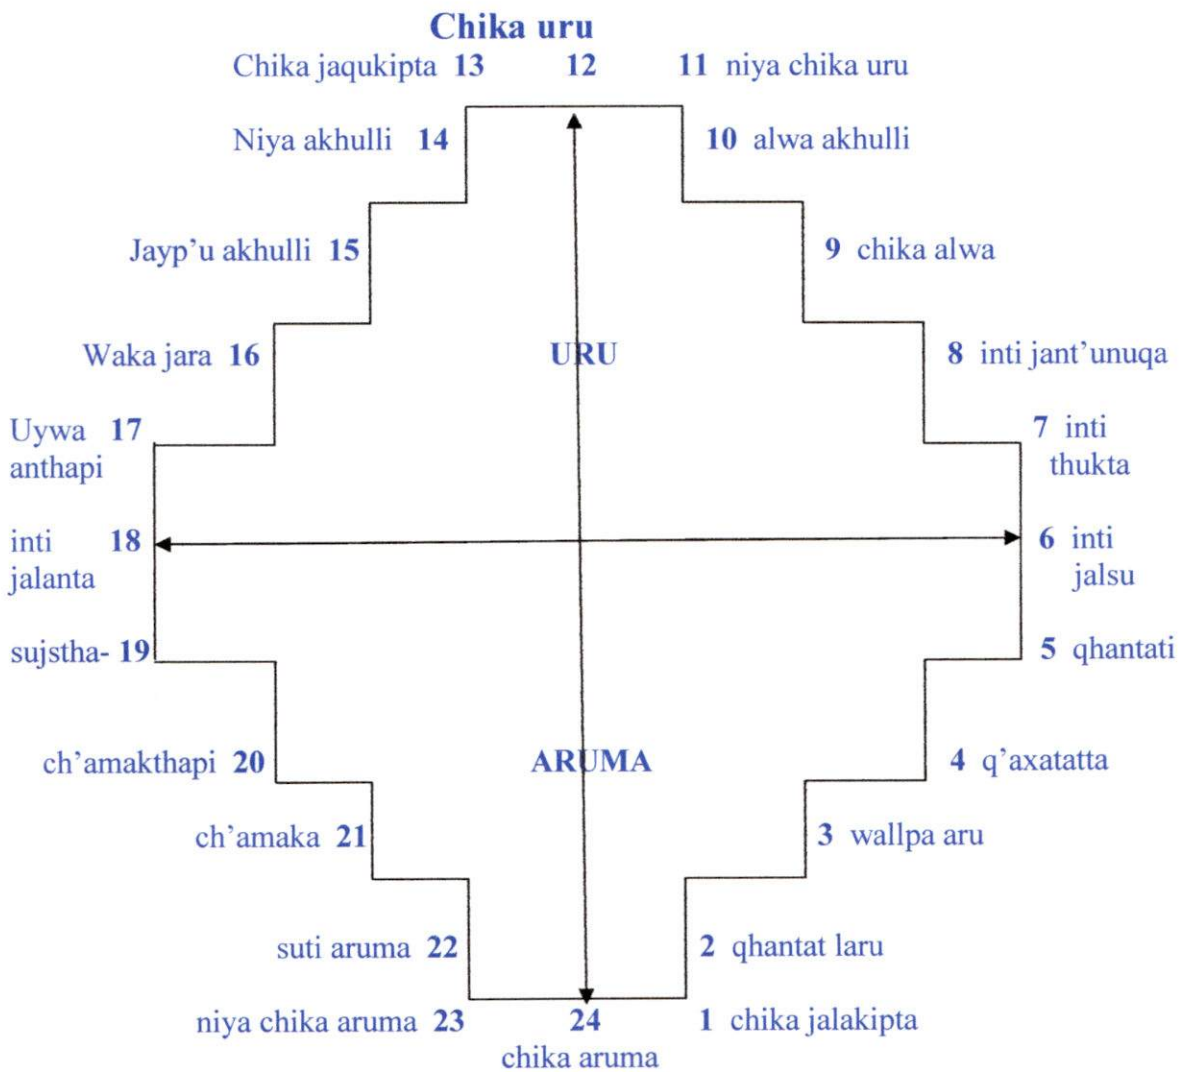 Chika uru
Chika jaqukipta 13 12 11 niya chika uru
Niya akhulli 14 10 alwa akhulli
Jayp’u akhulli 15 9 chika alwa
Waka jara 16 URU 8 inti jant’unuqa
Uywa 17 7 inti
anthapi thukta
inti 18 6 inti
jalanta jalsu
sujstha- 19 5 qhantati
ch’amakthapi 20 ARUMA 4 q’axatatta
ch’amaka 21 3 wallpa aru
suti aruma 22 2 qhantat laru
niya chika aruma 23 24 1 chika jalakipta
chika aruma